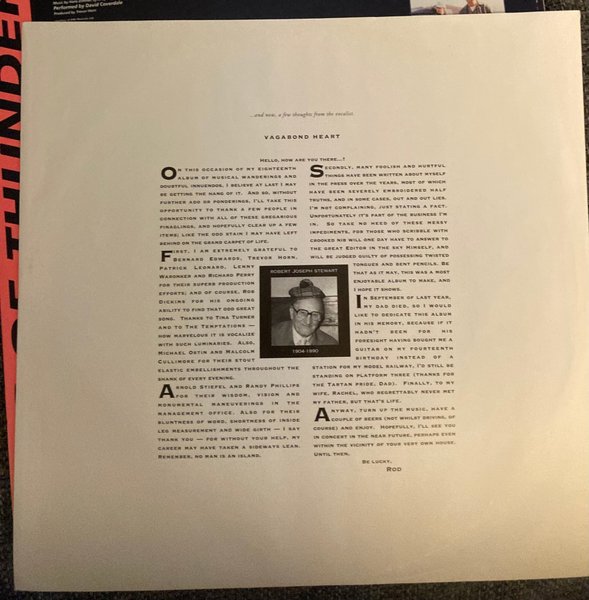 Performed by David Coverdale
Produced by Trevor Horn
OF THUNDER
...and now, a few thoughts from the vocalist.
VAGABOND HEART
Hello, how are you there...!
On this occasion of my eighteenth
album of musical wanderings and
doubtful innuendos, I believe at last I may
be getting the hang of it. And so, without
further ado or ponderings, I'll take this
opportunity to thank a few people in
connection with all of these gregarious
finaglings, and hopefully clear up a few
items; like the odd stain I may have left
behind on the grand carpet of life.
First, I am extremely grateful to
Bernard Edwards, Trevor Horn,
Patrick Leonard, Lenny
Waronker and Richard Perry
for their superb production
efforts; and of course, Rob
Dickins for his ongoing
ability to find that odd great
song. Thanks to Tina Turner
and to The Temptations —
how marvelous it is vocalize
with such luminaries. Also,
Michael Ostin and Malcolm
Cullimore for their stout
elastic embellishments throughout the
shank of every evening.
Arnold Stiefel and Randy Phillips
for their wisdom, vision and
monumental maneuverings in the
management office. Also for their
bluntness of word, shortness of inside
leg measurement and wide girth — I say
thank you — for without your help, my
career may have taken a sideways lean.
Remember, no man is an island.
Secondly, many foolish and hurtful
things have been written about myself
in the press over the years, most of which
have been severely embroidered half
truths, and in some cases, out and out lies.
I'm not complaining, just stating a fact.
Unfortunately it's part of the business I'm
in. So take no heed of these messy
impediments, for those who scribble with
crooked nib will one day have to answer to
the great Editor in the sky Himself, and
will be judged guilty of possessing twisted
tongues and bent pencils. Be
that as it may, this was a most
enjoyable album to make, and
I hope it shows.
In September of last year,
my dad died, so I would
like to dedicate this album
in his memory, because if it
hadn't been for his
foresight having bought me a
guitar on my fourteenth
birthday instead of a
station for my model railway, I'd still be
standing on platform three (thanks for
the Tartan pride, Dad). Finally, to my
wife, Rachel, who regrettably never met
my father, but that's life.
Anyway, turn up the music, have a
couple of beers (not whilst driving, of
course) and enjoy. Hopefully, I'll see you
in concert in the near future, perhaps even
within the vicinity of your very own house.
Until then.
Be lucky,
Rod
ROBERT JOSEPH STEWART
1904-1990